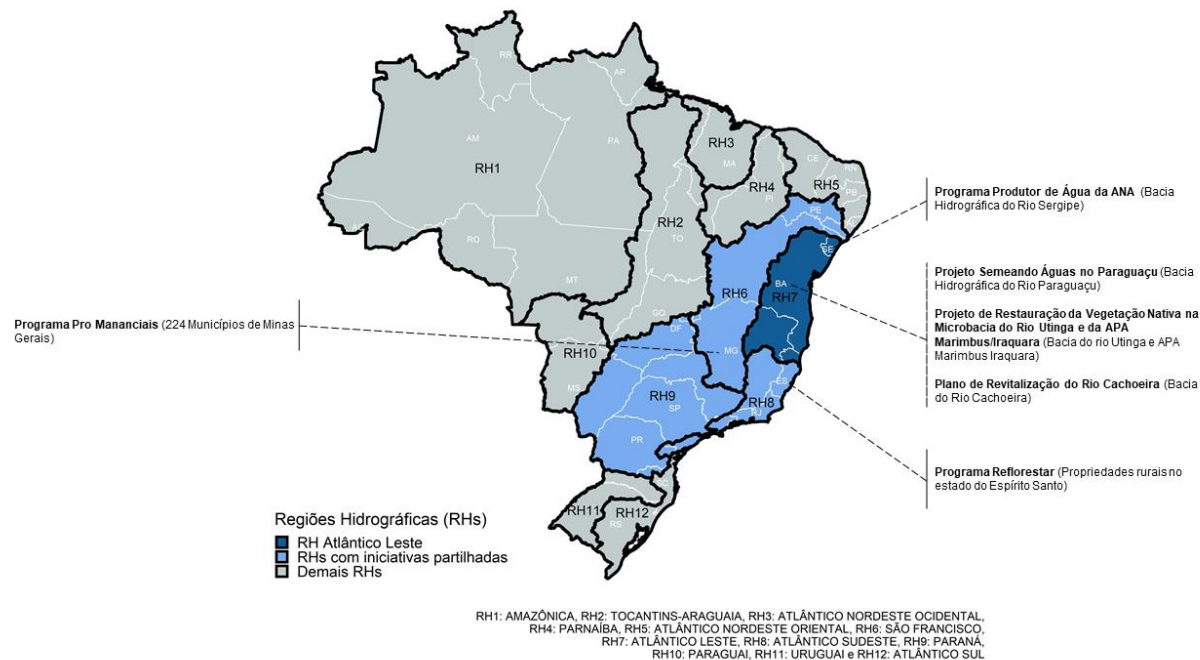 RR
AP
AM
PA
RH1
RH3
MA
CE
RN
RH4
RH5
PB
PI
PE
RH2
TO
RO
MT
SE
BA
RH6
RH7
GO
DF
RH10
MG
MS
ES
RH9
RH8
SP
RJ
PR
SC
RH11
RH12
RS
Programa Produtor de Água da ANA (Bacia
Hidrográfica do Rio Sergipe)
Projeto Semeando Águas no Paraguaçu (Bacia
Hidrográfica do Rio Paraguaçu)
Projeto de Restauração da Vegetação Nativa na
Microbacia do Rio Utinga e da APA
Marimbus/Iraquara (Bacia do rio Utinga e APA
Marimbus Iraquara)
Plano de Revitalização do Rio Cachoeira (Bacia
do Rio Cachoeira)
Programa Reflorestar (Propriedades rurais no
estado do Espírito Santo)
Programa Pro Mananciais (224 Municípios de Minas
Gerais)
Regiões Hidrográficas (RHs)
RH Atlântico Leste
RHs com iniciativas partilhadas
Demais RHs
RH1: AMAZÔNICA, RH2: TOCANTINS-ARAGUAIA, RH3: ATLÂNTICO NORDESTE OCIDENTAL,
RH4: PARNAÍBA, RH5: ATLÂNTICO NORDESTE ORIENTAL, RH6: SÃO FRANCISCO,
RH7: ATLÂNTICO LESTE, RH8: ATLÂNTICO SUDESTE, RH9: PARANÁ,
RH10: PARAGUAI, RH11: URUGUAI e RH12: ATLÂNTICO SUL